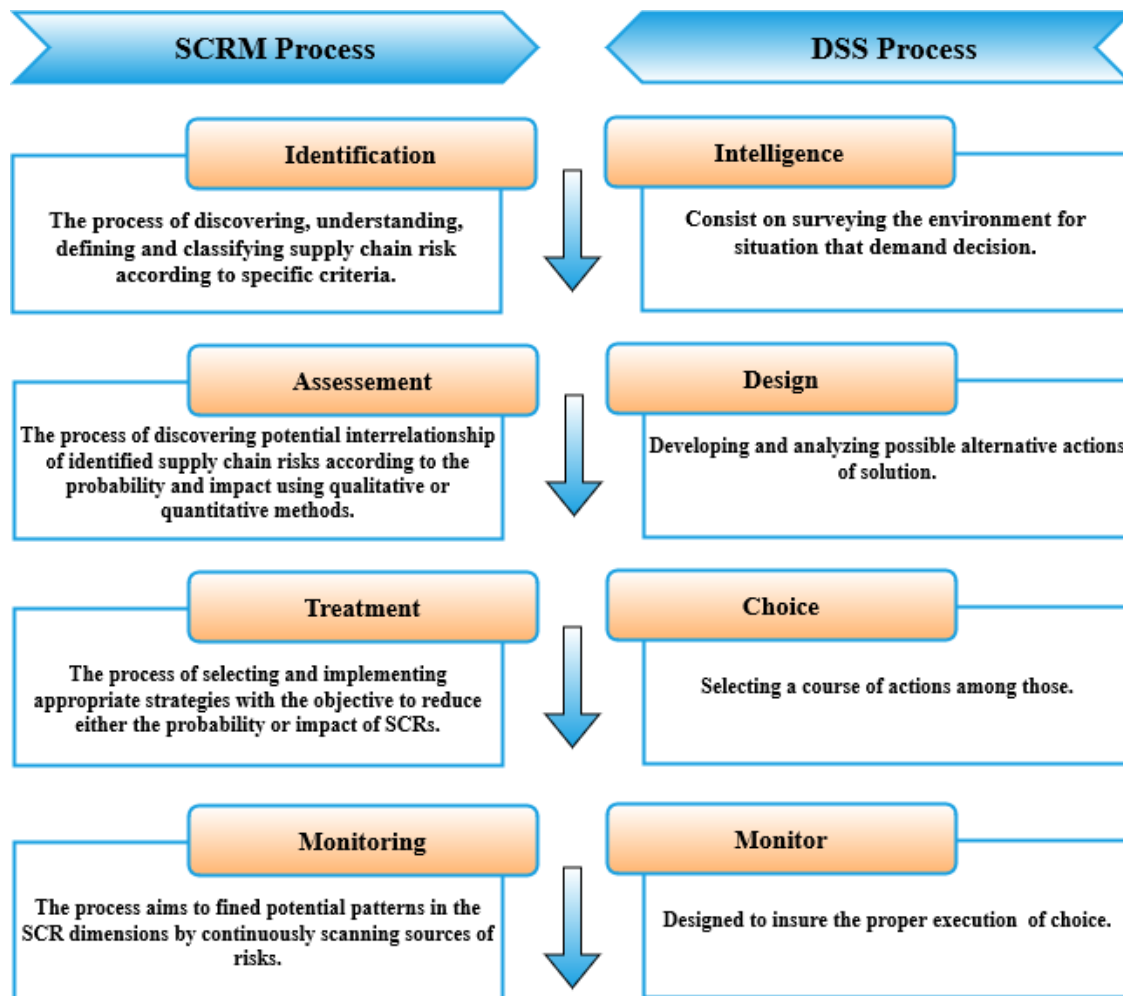 SCRM Process
DSS Process
Identification
The process of discovering, understanding,
defining and classifying supply chain risk
according to specific criteria.
Intelligence
Consist on surveying the environment for
situation that demand decision.
Assessement
The process of discovering potential interrelationship
of identified supply chain risks according to the
probability and impact using qualitative or
quantitative methods.
Design
Developing and analyzing possible alternative actions
of solution.
Treatment
The process of selecting and implementing
appropriate strategies with the objective to reduce
either the probability or impact of SCRs.
Choice
Selecting a course of actions among those.
Monitoring
The process aims to fined potential patterns in the
SCR dimensions by continuously scanning sources of
risks.
Monitor
Designed to insure the proper execution of choice.